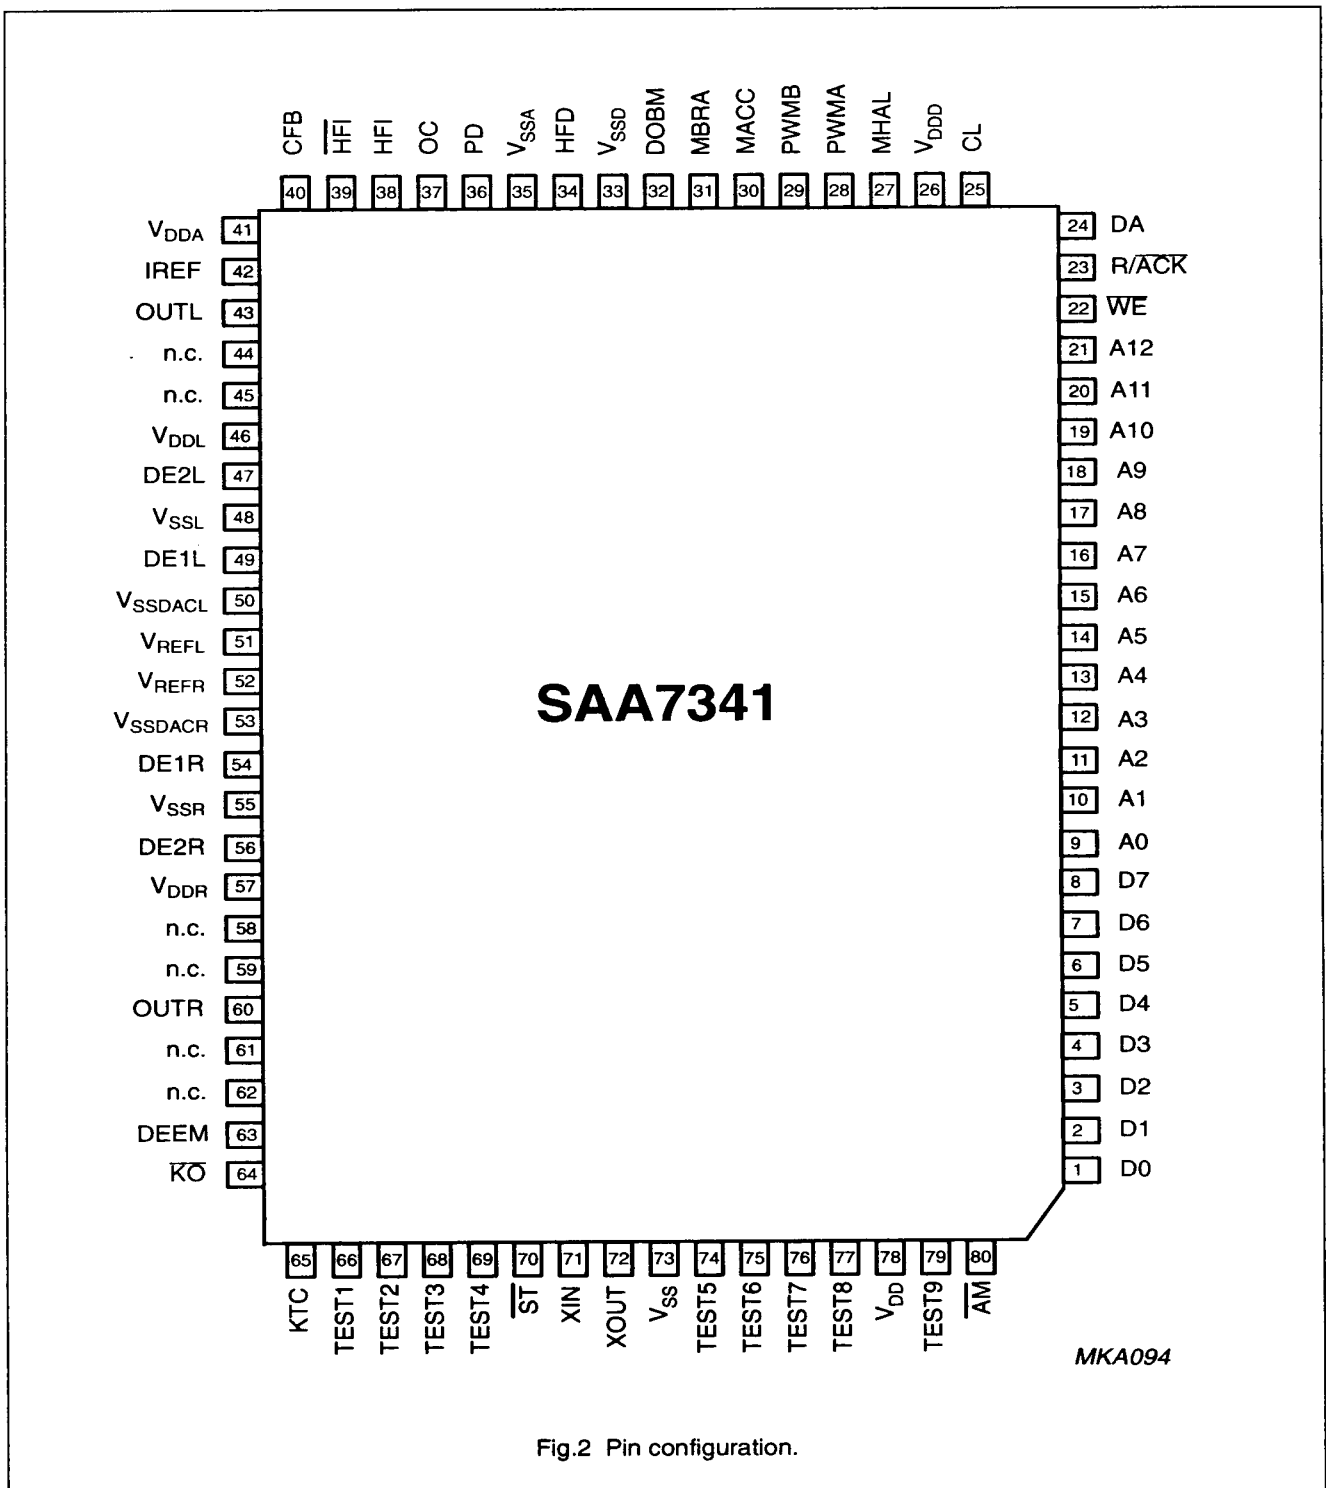 CFB H̅F̅I̅ HFI OC PD VSSA HFD VSSD DOBM MBRA MACC PWMB PWMA MHAL VDDD CL
40 39 38 37 36 35 34 33 32 31 30 29 28 27 26 25
VDDA 41 24 DA
IREF 42 23 R/A̅C̅K̅
OUTL 43 22 W̅E̅
n.c. 44 21 A12
n.c. 45 20 A11
VDDL 46 19 A10
DE2L 47 18 A9
VSSL 48 17 A8
DE1L 49 16 A7
VSSDACL 50 15 A6
VREFL 51 14 A5
VREFR 52 13 A4
VSSDACR 53 12 A3
DE1R 54 11 A2
VSSR 55 10 A1
DE2R 56 9 A0
VDDR 57 8 D7
n.c. 58 7 D6
n.c. 59 6 D5
OUTR 60 5 D4
n.c. 61 4 D3
n.c. 62 3 D2
DEEM 63 2 D1
K̅O̅ 64 1 D0
SAA7341
65 66 67 68 69 70 71 72 73 74 75 76 77 78 79 80
KTC TEST1 TEST2 TEST3 TEST4 S̅T̅ XIN XOUT VSS TEST5 TEST6 TEST7 TEST8 VDD TEST9 A̅M̅
MKA094
Fig.2 Pin configuration.